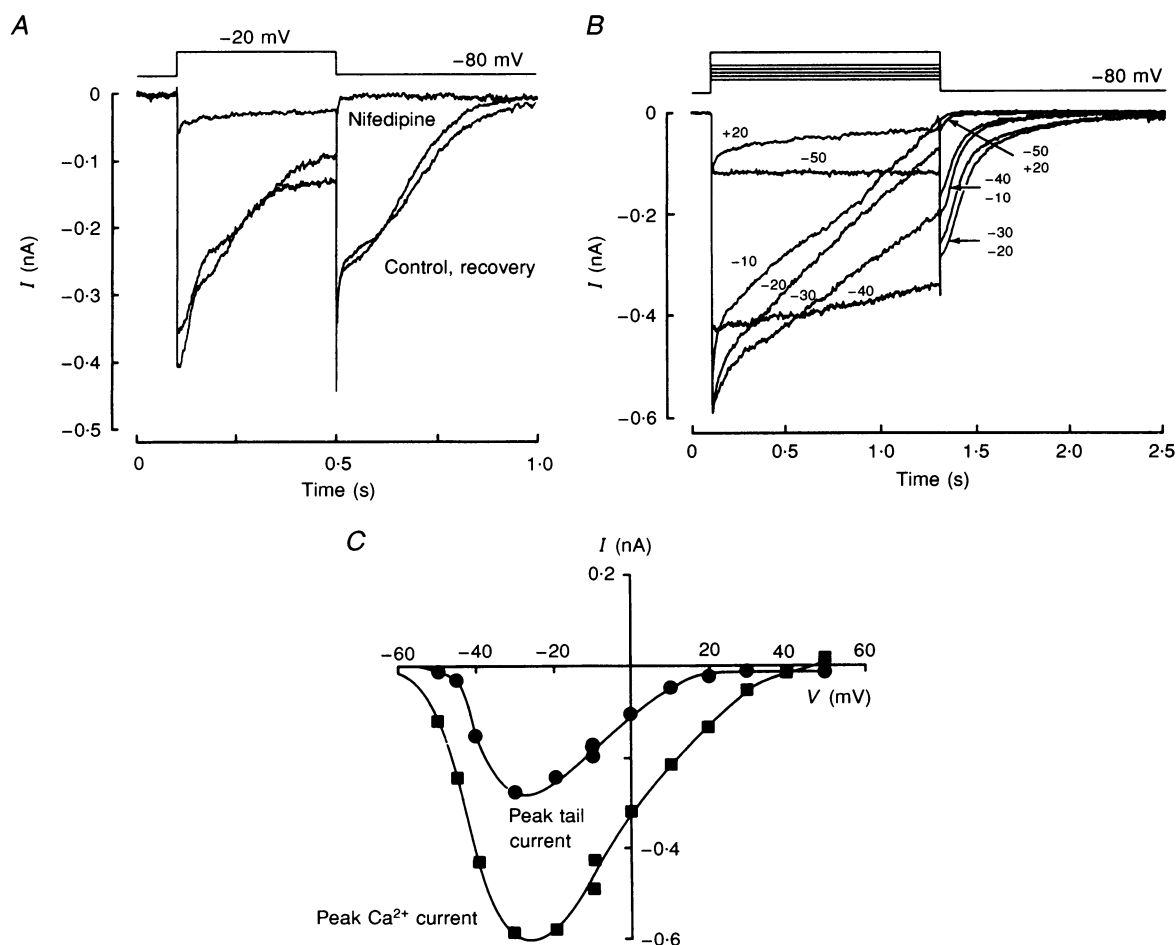 A
−20 mV
−80 mV
0
−0·1
−0·2
−0·3
−0·4
−0·5
I (nA)
Nifedipine
Control, recovery
0
0·5
1·0
Time (s)
B
−80 mV
0
−0·2
−0·4
−0·6
I (nA)
+20
−50
−10
−20
−30
−40
−50
+20
−40
−10
−30
−20
0
0·5
1·0
1·5
2·0
2·5
Time (s)
C
I (nA)
0·2
−60
−40
−20
20
40
60
V (mV)
Peak tail
current
−0·4
Peak Ca²⁺ current
−0·6